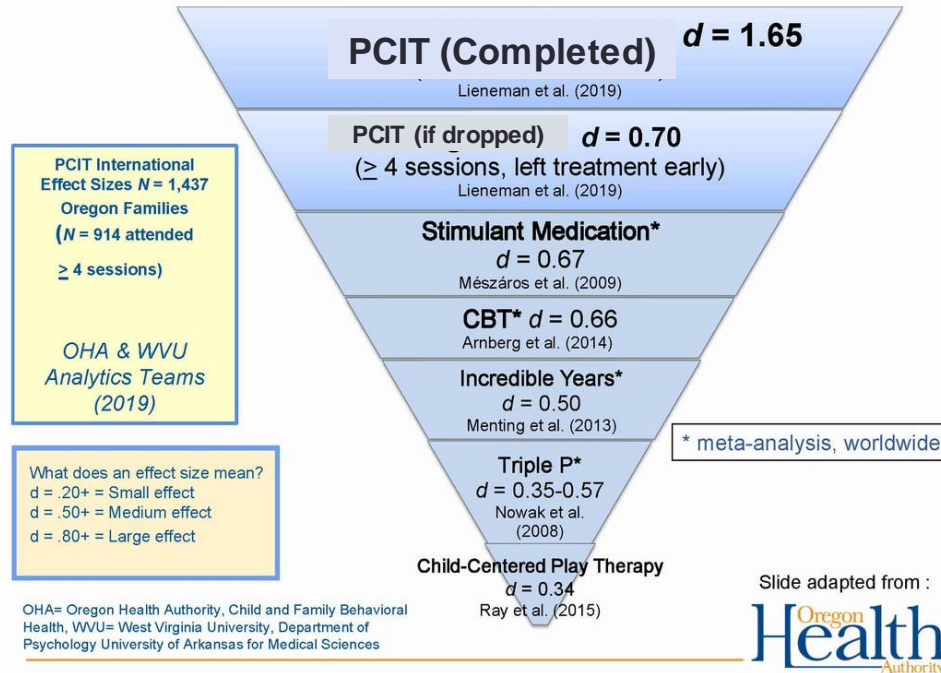 PCIT (Completed) d = 1.65
Lieneman et al. (2019)
PCIT (if dropped) d = 0.70
(≥ 4 sessions, left treatment early)
Lieneman et al. (2019)
Stimulant Medication*
d = 0.67
Mészáros et al. (2009)
CBT* d = 0.66
Arnberg et al. (2014)
Incredible Years*
d = 0.50
Menting et al. (2013)
Triple P*
d = 0.35-0.57
Nowak et al.
(2008)
Child-Centered Play Therapy
d = 0.34
Ray et al. (2015)
PCIT International
Effect Sizes N = 1,437
Oregon Families
(N = 914 attended
≥ 4 sessions)
OHA & WVU
Analytics Teams
(2019)
What does an effect size mean?
d = .20+ = Small effect
d = .50+ = Medium effect
d = .80+ = Large effect
* meta-analysis, worldwide
OHA= Oregon Health Authority, Child and Family Behavioral
Health, WVU= West Virginia University, Department of
Psychology University of Arkansas for Medical Sciences
Slide adapted from :
Oregon
Health
Authority